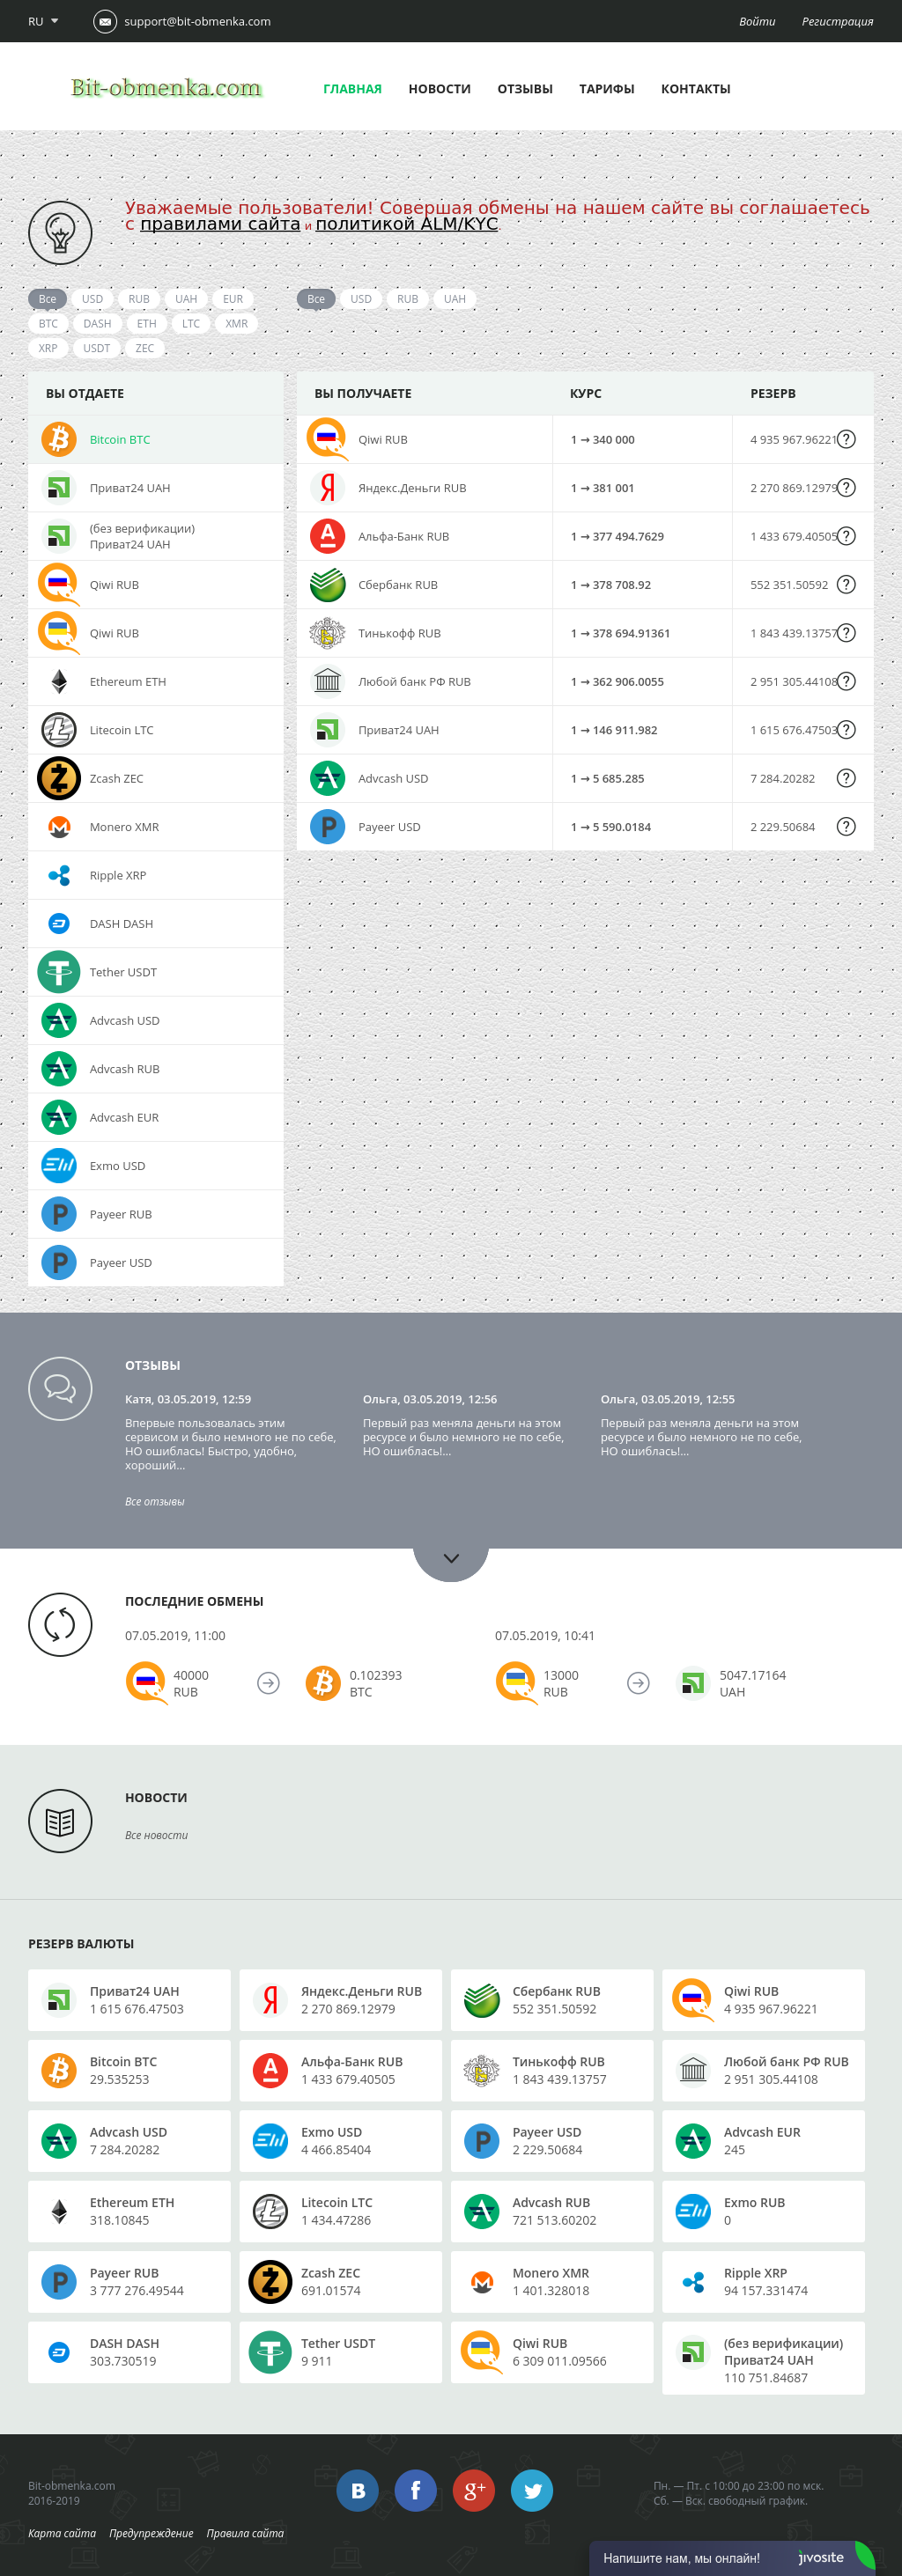 RU support@bit-obmenka.com Войти Регистрация
Bit-obmenka.com ГЛАВНАЯ НОВОСТИ ОТЗЫВЫ ТАРИФЫ КОНТАКТЫ
Уважаемые пользователи! Совершая обмены на нашем сайте вы соглашаетесь
с правилами сайта и политикой ALM/KYC.
Все USD RUB UAH EUR
BTC DASH ETH LTC XMR
XRP USDT ZEC
Все USD RUB UAH
ВЫ ОТДАЕТЕ
Bitcoin BTC
Приват24 UAH
(без верификации)
Приват24 UAH
Qiwi RUB
Qiwi RUB
Ethereum ETH
Litecoin LTC
Zcash ZEC
Monero XMR
Ripple XRP
DASH DASH
Tether USDT
Advcash USD
Advcash RUB
Advcash EUR
Exmo USD
Payeer RUB
Payeer USD
ВЫ ПОЛУЧАЕТЕ КУРС РЕЗЕРВ
Qiwi RUB 1 → 340 000 4 935 967.96221
Яндекс.Деньги RUB 1 → 381 001 2 270 869.12979
Альфа-Банк RUB 1 → 377 494.7629 1 433 679.40505
Сбербанк RUB 1 → 378 708.92 552 351.50592
Тинькофф RUB 1 → 378 694.91361 1 843 439.13757
Любой банк РФ RUB 1 → 362 906.0055 2 951 305.44108
Приват24 UAH 1 → 146 911.982 1 615 676.47503
Advcash USD 1 → 5 685.285 7 284.20282
Payeer USD 1 → 5 590.0184 2 229.50684
ОТЗЫВЫ
Катя, 03.05.2019, 12:59
Впервые пользовалась этим
сервисом и было немного не по себе,
НО ошиблась! Быстро, удобно,
хороший...
Ольга, 03.05.2019, 12:56
Первый раз меняла деньги на этом
ресурсе и было немного не по себе,
НО ошиблась!...
Ольга, 03.05.2019, 12:55
Первый раз меняла деньги на этом
ресурсе и было немного не по себе,
НО ошиблась!...
Все отзывы
ПОСЛЕДНИЕ ОБМЕНЫ
07.05.2019, 11:00
40000
RUB
0.102393
BTC
07.05.2019, 10:41
13000
RUB
5047.17164
UAH
НОВОСТИ
Все новости
РЕЗЕРВ ВАЛЮТЫ
Приват24 UAH
1 615 676.47503
Яндекс.Деньги RUB
2 270 869.12979
Сбербанк RUB
552 351.50592
Qiwi RUB
4 935 967.96221
Bitcoin BTC
29.535253
Альфа-Банк RUB
1 433 679.40505
Тинькофф RUB
1 843 439.13757
Любой банк РФ RUB
2 951 305.44108
Advcash USD
7 284.20282
Exmo USD
4 466.85404
Payeer USD
2 229.50684
Advcash EUR
245
Ethereum ETH
318.10845
Litecoin LTC
1 434.47286
Advcash RUB
721 513.60202
Exmo RUB
0
Payeer RUB
3 777 276.49544
Zcash ZEC
691.01574
Monero XMR
1 401.328018
Ripple XRP
94 157.331474
DASH DASH
303.730519
Tether USDT
9 911
Qiwi RUB
6 309 011.09566
(без верификации)
Приват24 UAH
110 751.84687
Bit-obmenka.com
2016-2019
Пн. — Пт. с 10:00 до 23:00 по мск.
Сб. — Вск. свободный график.
Карта сайта Предупреждение Правила сайта
Напишите нам, мы онлайн! jivosite